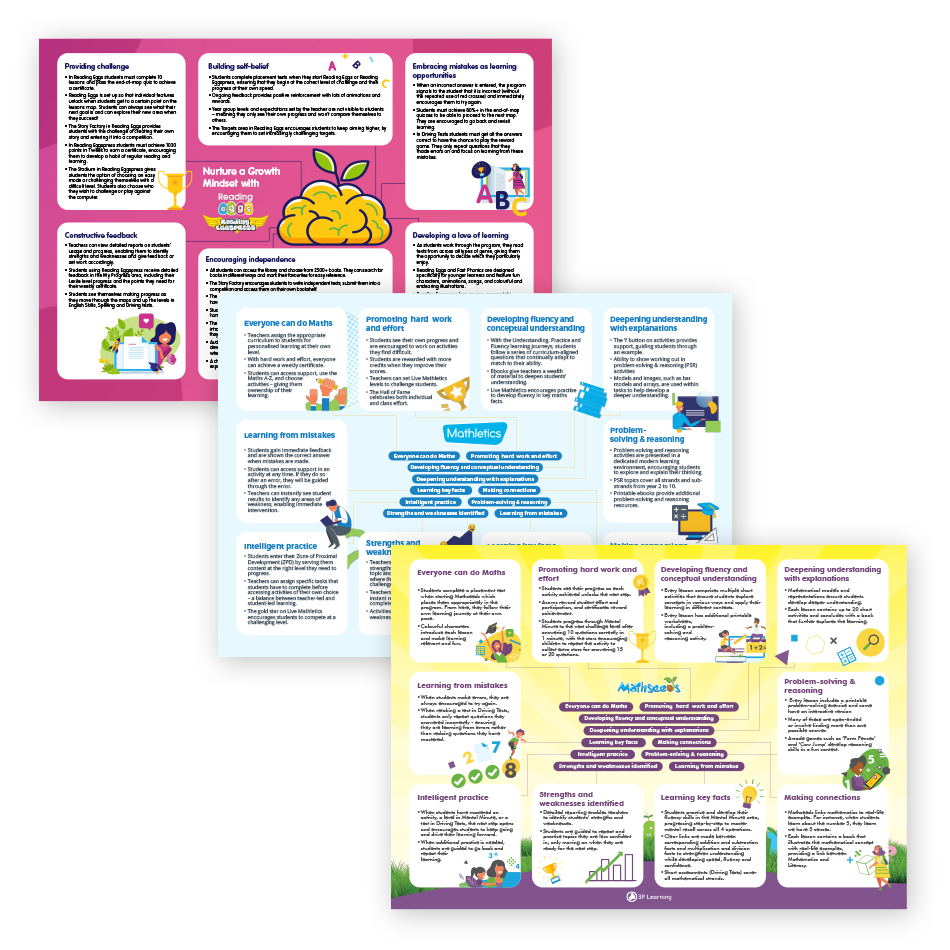 Providing challenge
• In Reading Eggs students must complete 10
lessons and pass the end-of-map quiz to achieve
a certificate.
• Reading Eggs is set up so that individual features
unlock when students get to a certain point on the
lesson map. Students can always see what their
next goal is and can explore their new area when
they succeed!
• The Story Factory in Reading Eggs provides
students with the challenge of creating their own
story and entering it into a competition.
• In Reading Eggspress students must achieve 1000
points in 1 week to earn a certificate, encouraging
them to develop a habit of regular reading and
learning.
• The Stadium in Reading Eggspress gives
students the option of choosing an easy
mode or challenging themselves with a
difficult level. Students also choose who
they wish to challenge or play against
the computer.
Building self-belief
• Students complete placement tests when they start Reading Eggs or Reading
Eggspress, ensuring that they begin at the correct level of challenge and then
progress at their own speed.
• Ongoing feedback provides positive reinforcement with lots of animations and
rewards.
• Year group levels and expectations set by the teacher are not visible to students
– meaning they only see their own progress and won't compare themselves to
others.
• The Targets area in Reading Eggs encourages students to keep aiming higher, by
encouraging them to set increasingly challenging targets.
A B C
Embracing mistakes as learning
opportunities
• When an incorrect answer is entered, the program
signals to the student that it is incorrect (without
the repeated use of red crosses) and immediately
encourages them to try again.
• Students must achieve 60%+ in the end-of-map
quizzes to be able to proceed to the next map.
They are encouraged to go back and revisit
learning.
• In Driving Tests students must get all the answers
correct to have the chance to play the reward
game. They only repeat questions that they
made errors on and focus on learning from these
mistakes.
A B C
Nurture a Growth
Mindset with
Reading
eggs
Reading
eggspress
Constructive feedback
• Teachers can view detailed reports on students'
usage and progress, enabling them to identify
strengths and weaknesses and give feedback or
set work accordingly.
• Students using Reading Eggspress receive detailed
feedback in the My Progress area, including their
Lexile level progress and the points they need for
their weekly certificate.
• Students see themselves making progress as
they move through the maps and up the levels in
English Skills, Spelling and Driving tests.
Encouraging independence
• All students can access the library and choose from 2500+ books. They can search for
books in different ways and mark their favourites for easy reference.
• The Story Factory encourages students to write independent texts, submit them into a
competition and access them on their own bookshelf.
Developing a love of learning
• As students work through the program, they read
texts from across all types of genre, giving them
the opportunity to decide which they particularly
enjoy.
• Reading Eggs and Fast Phonics are designed
specifically for younger learners and feature fun
characters, animations, songs, and colourful and
endearing illustrations.
Everyone can do Maths
• Teachers assign the appropriate
curriculum to students for
personalised learning at their own
level.
• With hard work and effort, everyone
can achieve a weekly certificate.
• Students can access support, use the
Maths A-Z, and choose
activities – giving them
ownership of their
learning.
Promoting hard work
and effort
• Students see their own progress and
are encouraged to work on activities
they find difficult.
• Students are rewarded with more
credits when they improve their
scores.
• Teachers can set Live Mathletics
levels to challenge students.
• The Hall of Fame
celebrates both individual
and class effort.
Developing fluency and
conceptual understanding
• With the Understanding, Practice and
Fluency learning journeys, students
follow a series of curriculum-aligned
questions that continually adapt to
match to their ability.
• Ebooks give teachers a wealth
of material to deepen students'
understanding.
• Live Mathletics encourages practise
to develop fluency in key maths
facts.
Deepening understanding
with explanations
• The 'i' button on activities provides
support, guiding students through
an example.
• Ability to show working out in
problem-solving & reasoning (PSR)
activities
• Models and images, such as bar
models and arrays, are used within
tasks to help develop a
deeper understanding.
Learning from mistakes
• Students gain immediate feedback
and are shown the correct answer
when mistakes are made.
• Students can access support in an
activity at any time. If they do so
after an error, they will be guided
through the error.
• Teachers can instantly see student
results to identify any areas of
weakness, enabling immediate
intervention.
Mathletics
Everyone can do Maths
Promoting hard work and effort
Developing fluency and conceptual understanding
Deepening understanding with explanations
Learning key facts
Making connections
Intelligent practice
Problem-solving & reasoning
Strengths and weaknesses identified
Learning from mistakes
Problem-
solving & reasoning
• Problem-solving and reasoning
activities are presented in a
dedicated modern learning
environment, encouraging students
to explore and explain their thinking
• PSR topics cover all strands and sub-
strands from year 2 to 10.
• Printable ebooks provide additional
problem-solving and reasoning
resources.
Intelligent practice
• Students enter their Zone of Proximal
Development (ZPD) by serving them
content at the right level they need to
progress.
• Teachers can assign specific tasks that
students have to complete before
accessing activities of their own choice
– a balance between teacher-led and
student-led learning.
• The gold star on Live Mathletics
encourages students to compete at a
challenging level.
Strengths and
Everyone can do Maths
• Students complete a placement test
when starting Mathseeds which
places them appropriately in the
program. From here, they follow their
own learning journey at their own
pace.
• Colourful characters
introduce each lesson
and make learning
relevant and fun.
Promoting hard work and
effort
• Students see their progress as each
activity achieved unlocks the next step.
• Acorns reward student effort and
participation, and certificates reward
achievement.
• Students progress through Mental
Minute to the next challenge level after
answering 10 questions correctly in
1 minute, with the stars encouraging
children to repeat the activity to
collect extra stars for answering 15
or 20 questions.
Developing fluency and
conceptual understanding
• Every lesson comprises multiple short
activities that ensure students explore
concepts in various ways and apply their
learning in different contexts.
• Every lesson has additional printable
worksheets,
including a problem-
solving and
reasoning activity.
1+2=
Deepening understanding
with explanations
• Mathematical models and
representations ensure students
develop deeper understanding.
• Each lesson contains up to 20 short
activities and concludes with a book
that further explores the learning.
Learning from mistakes
• When students make errors, they are
always encouraged to try again.
• When retaking a test in Driving Tests,
students only repeat questions they
answered incorrectly – ensuring
they are learning from errors rather
than redoing questions they have
mastered.
2 7 8
Mathseeds
Everyone can do Maths
Promoting hard work and effort
Developing fluency and conceptual understanding
Deepening understanding with explanations
Learning key facts
Making connections
Intelligent practice
Problem-solving & reasoning
Strengths and weaknesses identified
Learning from mistakes
Problem-solving &
reasoning
• Every lesson includes a printable
problem-solving exercise and some
have an interactive version
• Many of these are open-ended
or involve finding more than one
possible answer.
• Arcade games such as 'Form Fences'
and 'Corr Jump' develop reasoning
skills in a fun context.
5
Intelligent practice
• When students have mastered an
activity, a level in Mental Minute, or a
test in Driving Tests, the next step opens
and encourages students to keep going
and drive their learning forward.
• When additional practice is needed,
students are guided to go back and
repeat their
learning.
3+
4
Strengths and
weaknesses identified
• Detailed reporting enables teachers
to identify students' strengths and
weaknesses.
• Students are guided to repeat and
practise topics they are less confident
in, only moving on when they are
ready for the next step.
Learning key facts
• Students practise and develop their
fluency skills in the Mental Minute area,
progressing step-by-step to master
mental recall across all 4 operations.
• Clear links are made between
corresponding addition and subtraction
facts and multiplication and division
facts to strengthen understanding
while developing speed, fluency and
confidence.
• Short assessments (Driving Tests) cover
all mathematical strands.
Making connections
• Mathseeds links mathematics to real-life
examples. For instance, when students
learn about the number 5, they learn
we have 5 senses.
• Each lesson contains a book that
illustrates the mathematical concept
with real-life examples,
providing a link between
Mathematics and
Literacy.
3P Learning